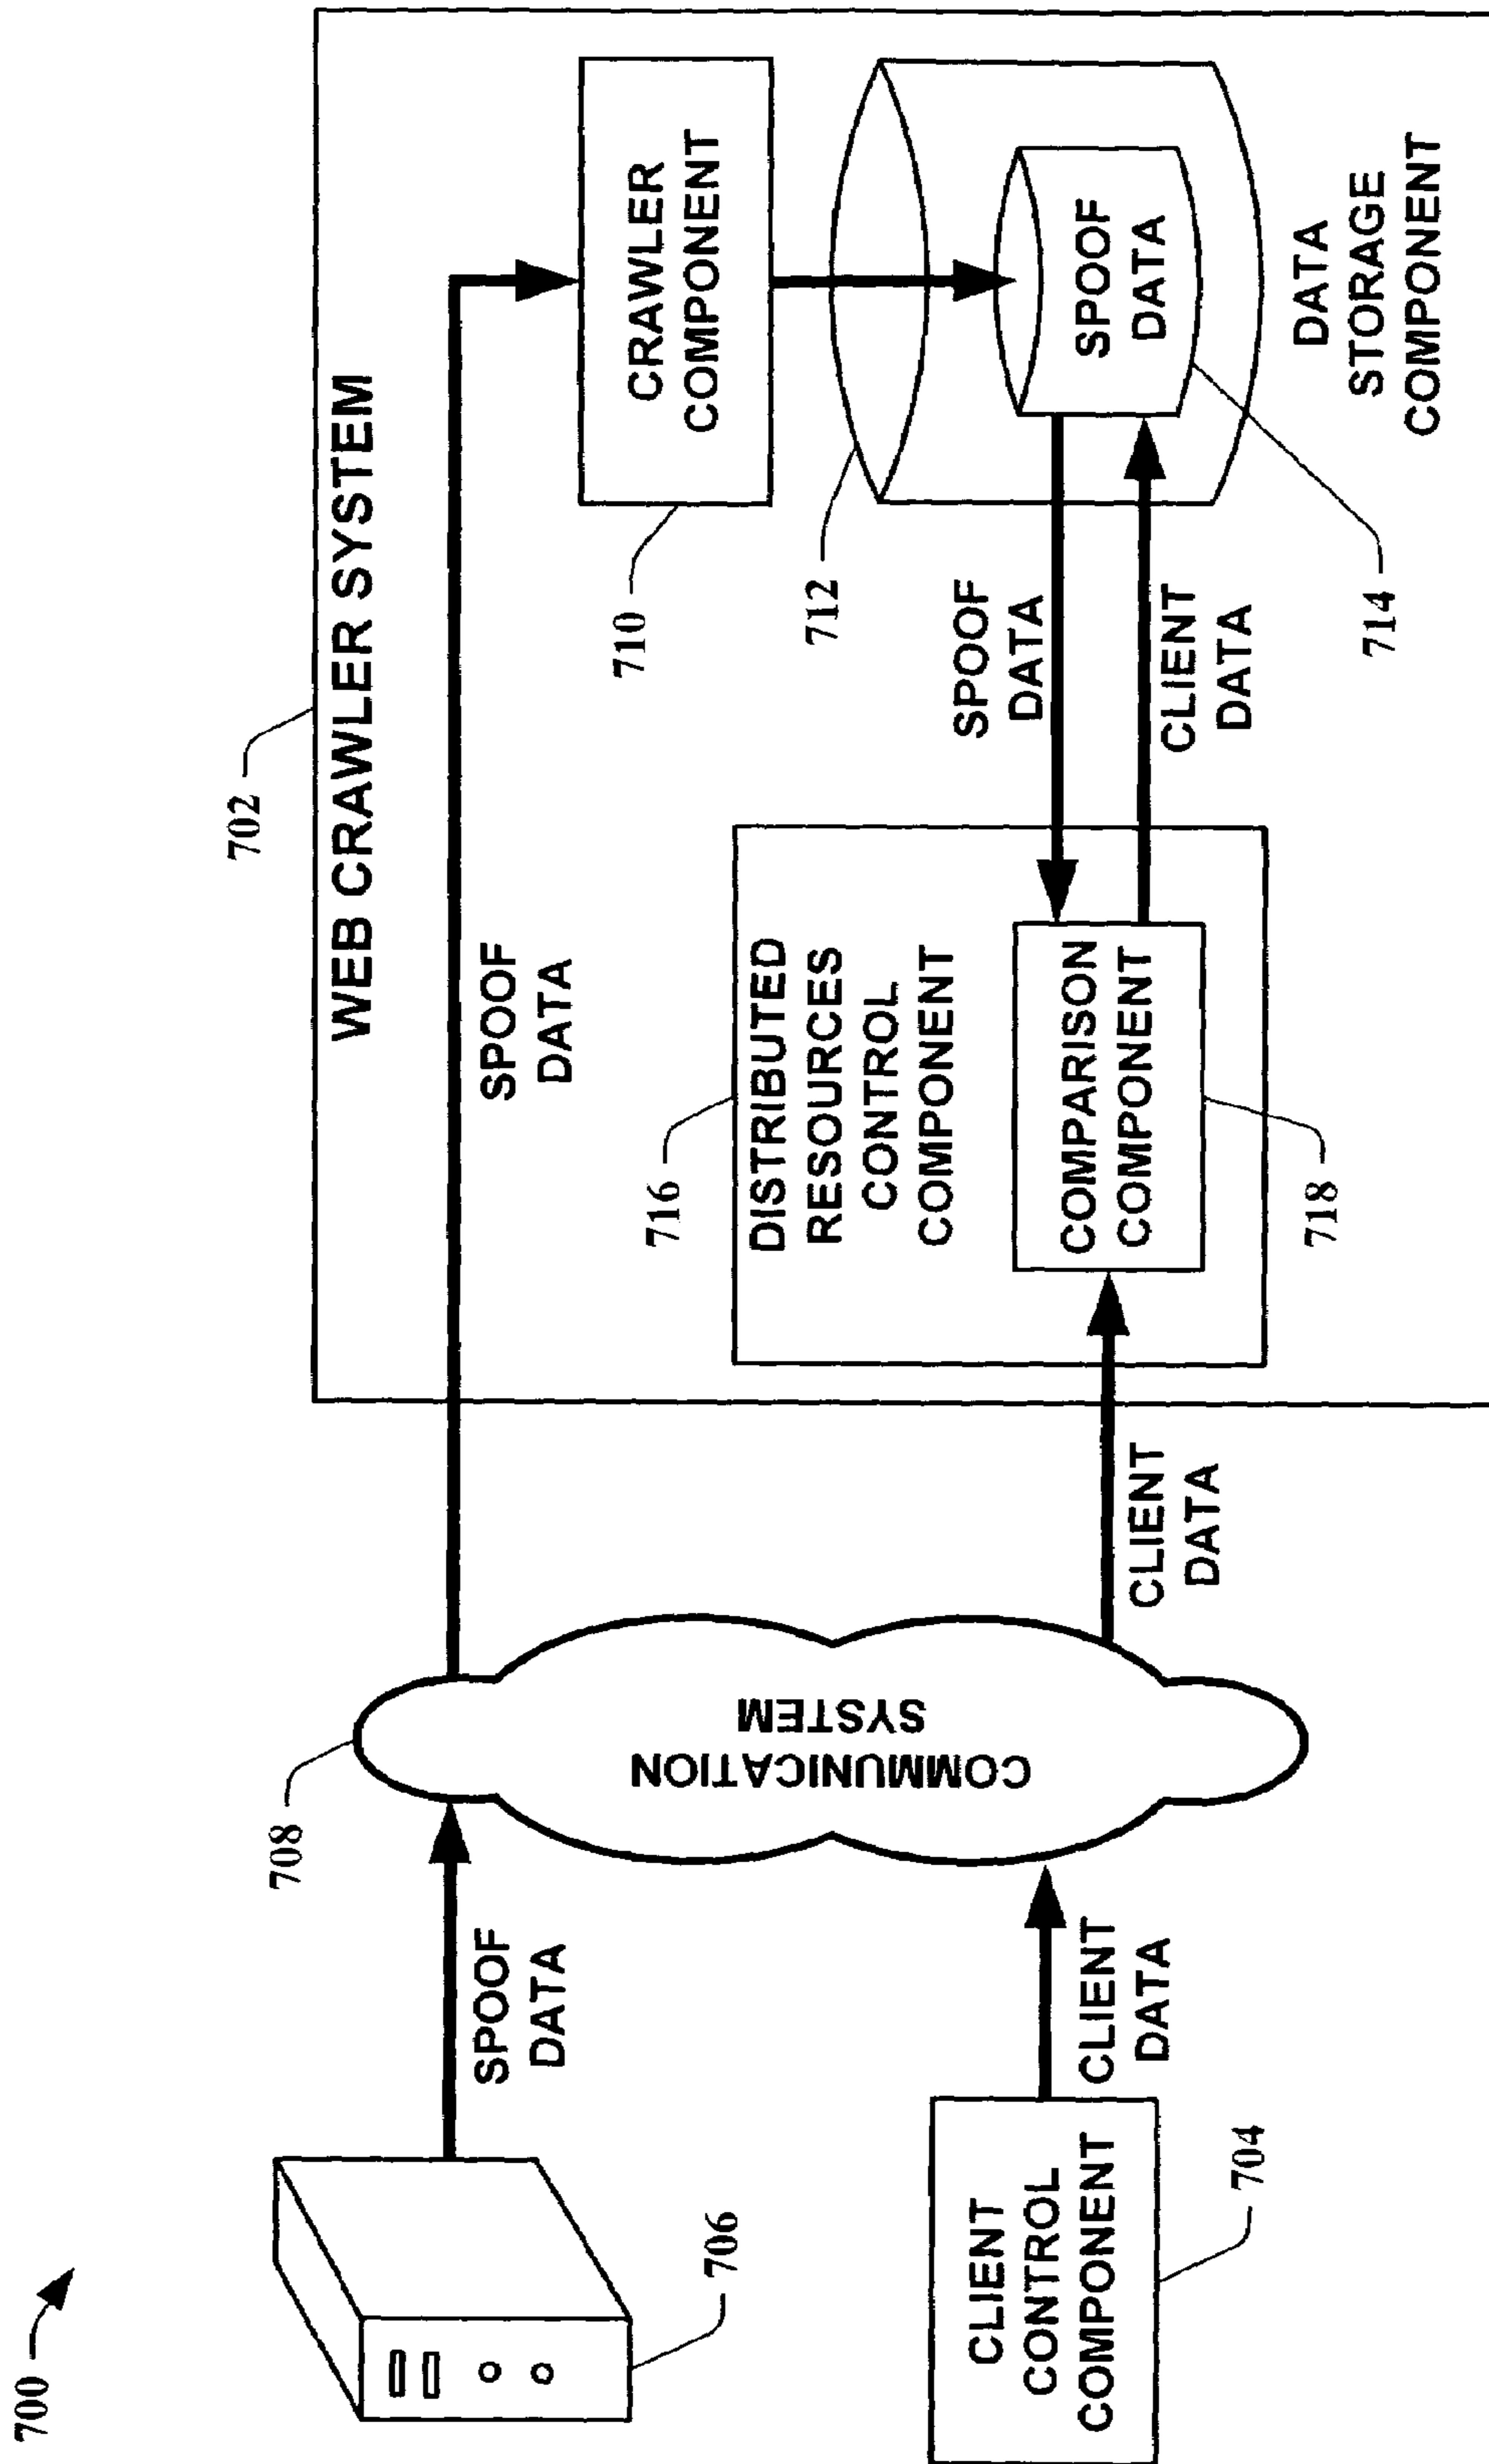 700
702
WEB CRAWLER SYSTEM
SPOOF
DATA
708
SPOOF
DATA
706
COMMUNICATION
SYSTEM
CRAWLER
COMPONENT
710
716
DISTRIBUTED
RESOURCES
CONTROL
COMPONENT
COMPARISON
COMPONENT
718
712
SPOOF
DATA
CLIENT
DATA
SPOOF
DATA
714
DATA
STORAGE
COMPONENT
CLIENT
DATA
CLIENT
CONTROL
COMPONENT
704
CLIENT
DATA